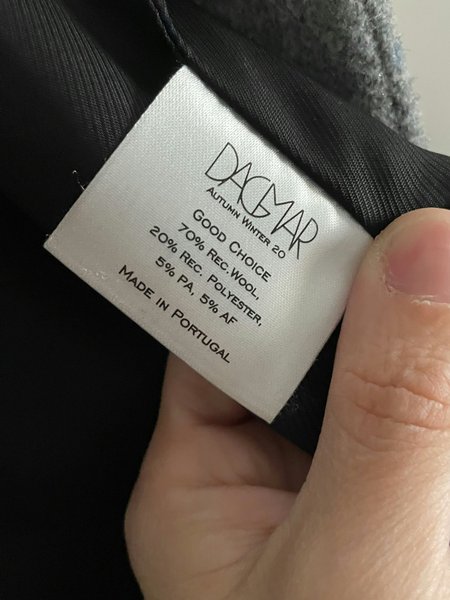 DAGMAR
AUTUMN WINTER 20
GOOD CHOICE
70% REC.WOOL,
20% REC. POLYESTER,
5% PA, 5% AF
MADE IN PORTUGAL